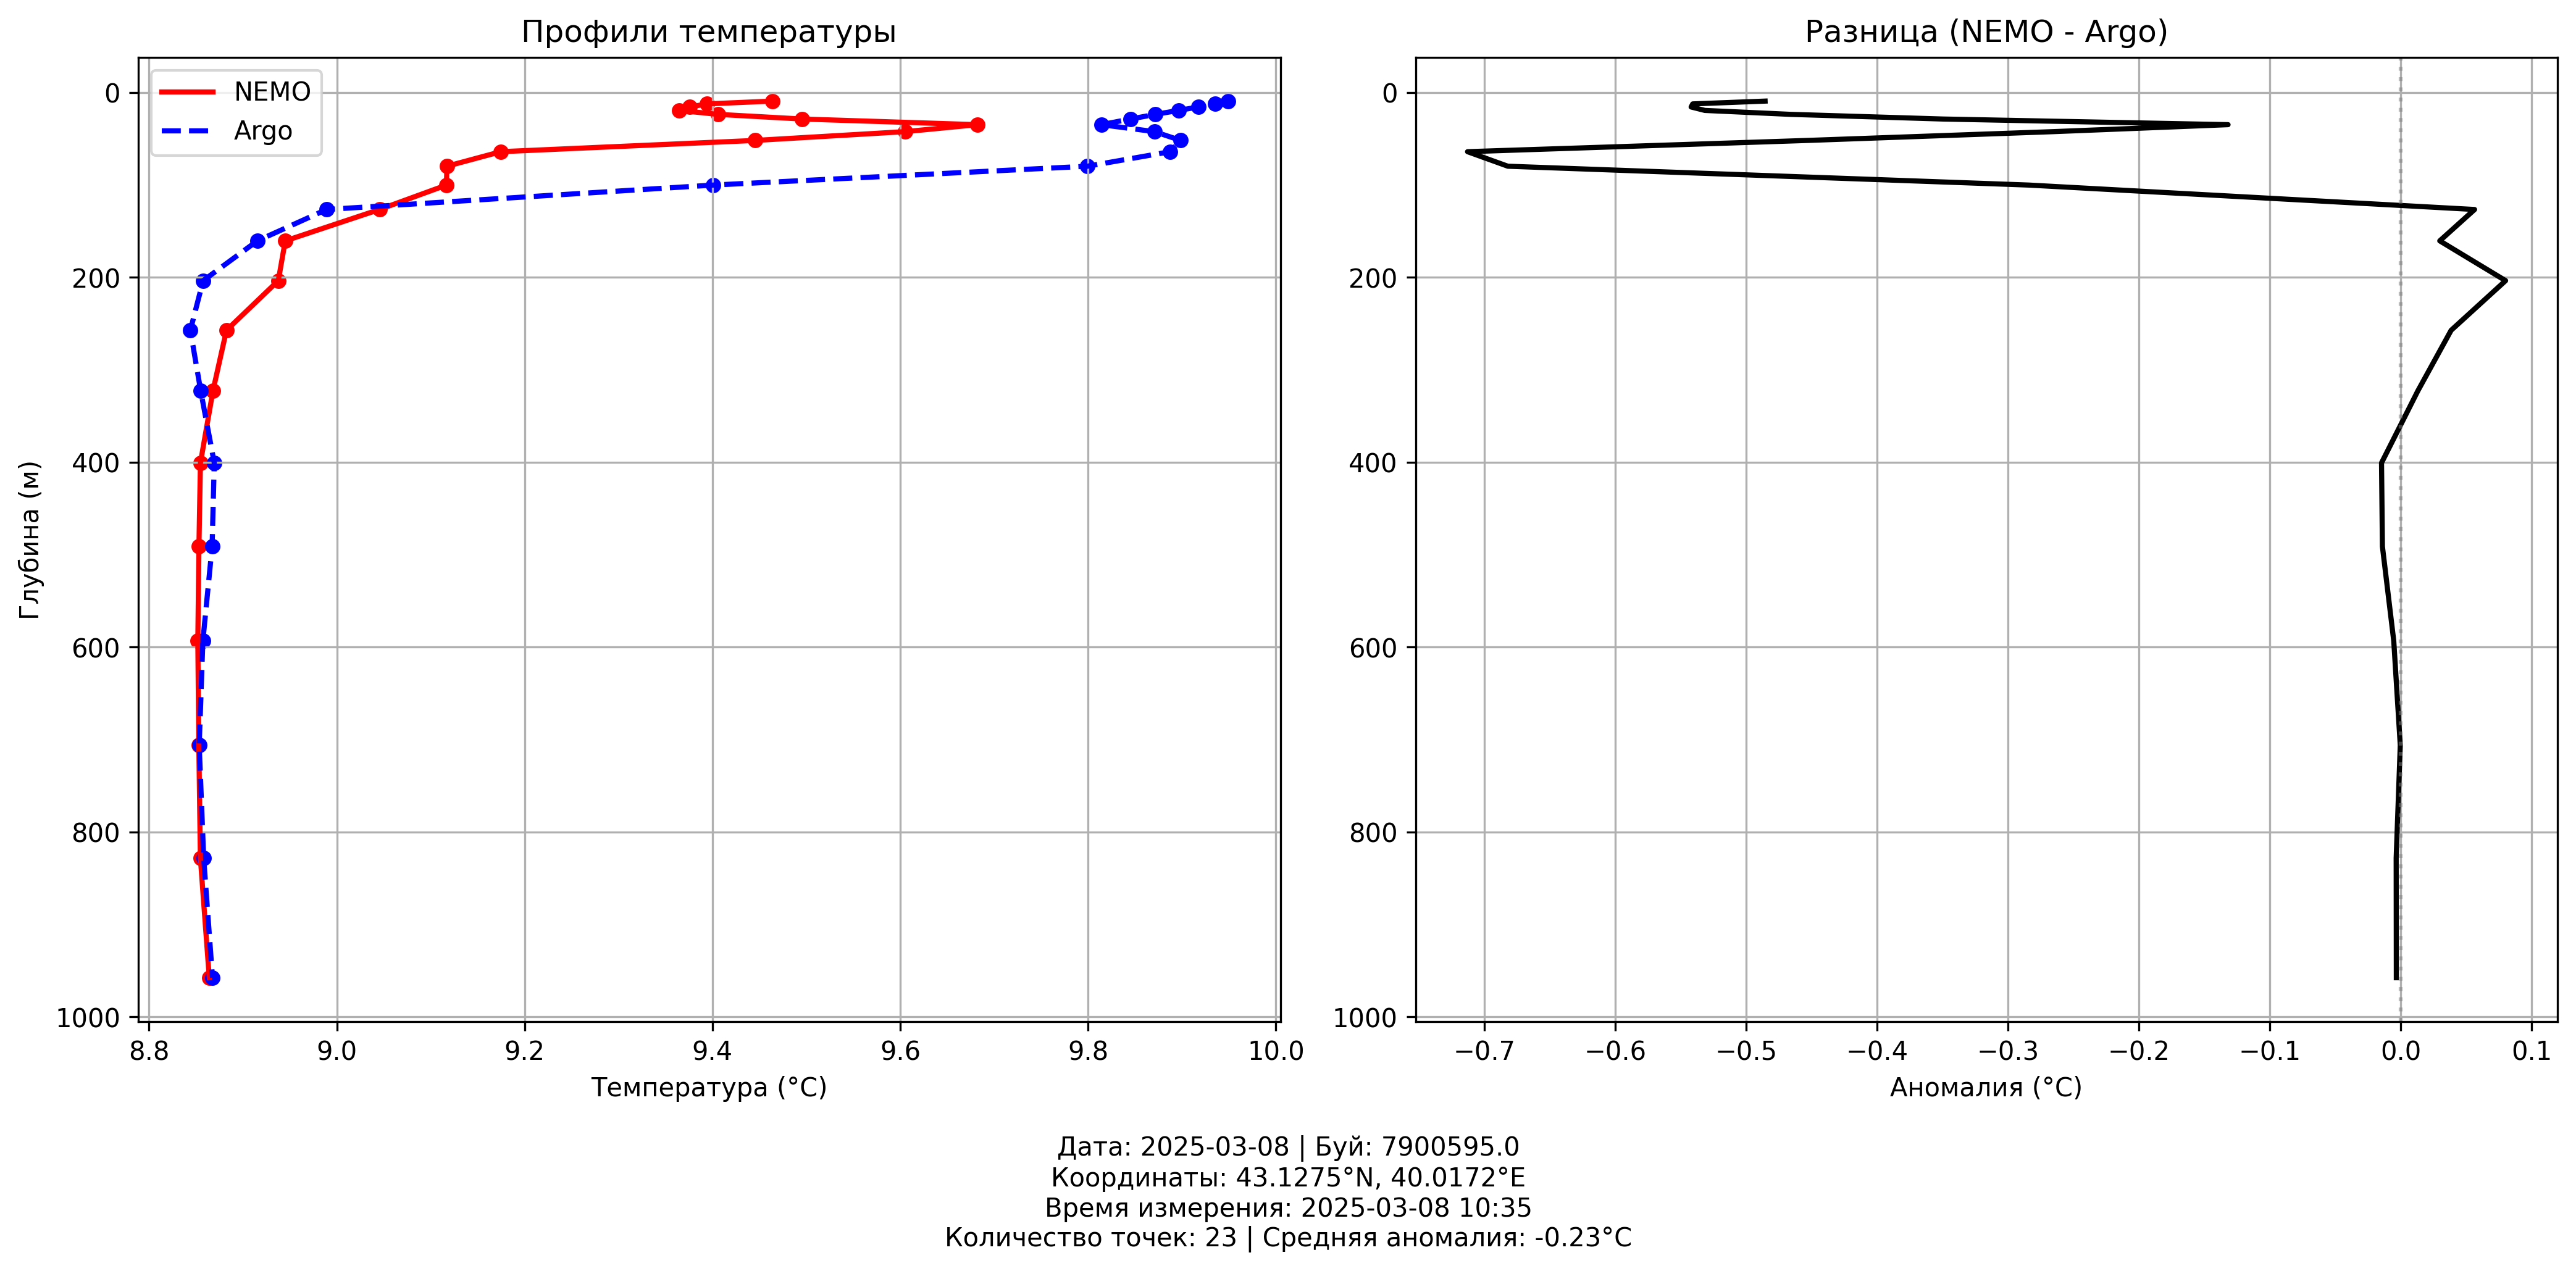 Профили температуры
NEMO
Argo
0
200
400
600
800
1000
Глубина (м)
8.8 9.0 9.2 9.4 9.6 9.8 10.0
Температура (°C)
Разница (NEMO - Argo)
0
200
400
600
800
1000
−0.7 −0.6 −0.5 −0.4 −0.3 −0.2 −0.1 0.0 0.1
Аномалия (°C)
Дата: 2025-03-08 | Буй: 7900595.0
Координаты: 43.1275°N, 40.0172°E
Время измерения: 2025-03-08 10:35
Количество точек: 23 | Средняя аномалия: -0.23°C